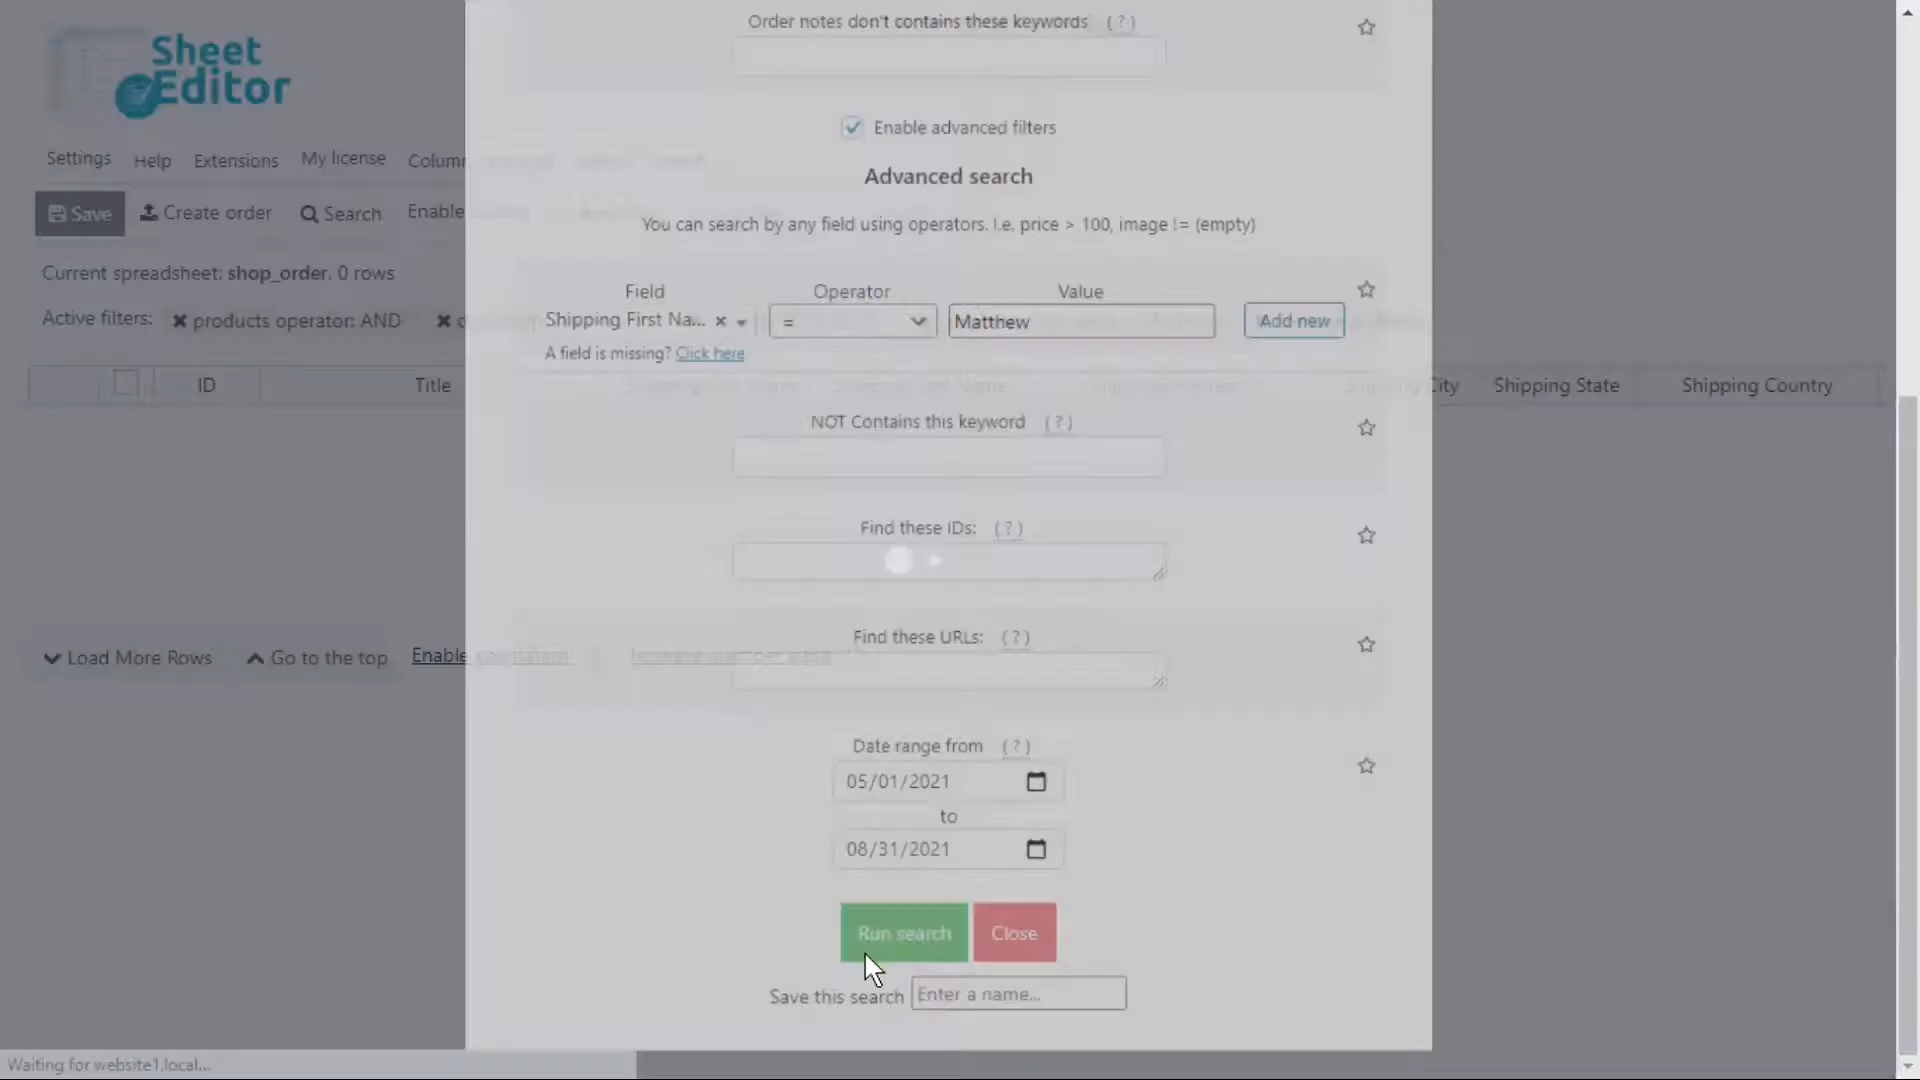 Order notes don't contains these keywords (?)
Sheet
Editor
Enable advanced filters
Settings Help Extensions My license Colum
Advanced search
Save Create order Search Enable
You can search by any field using operators. I.e. price > 100, image != (empty)
Current spreadsheet: shop_order. 0 rows
Field Operator Value
Active filters: × products operator: AND ×
Shipping First Na... × = Matthew Add new
A field is missing? Click here
ID Title City Shipping State Shipping Country
NOT Contains this keyword (?)
Find these IDs: (?)
Find these URLs: (?)
Load More Rows Go to the top Enable
Date range from (?)
05/01/2021
to
08/31/2021
Run search Close
Save this search Enter a name...
Waiting for website1.local...